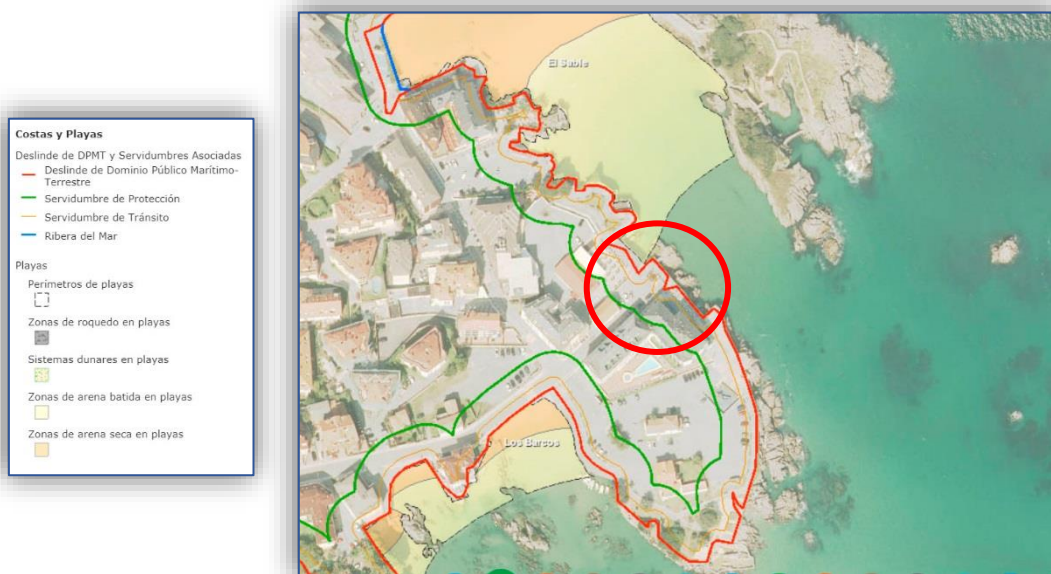 Costas y Playas
Deslinde de DPMT y Servidumbres Asociadas
Deslinde de Dominio Público Marítimo-
Terrestre
Servidumbre de Protección
Servidumbre de Tránsito
Ribera del Mar
Playas
Perímetros de playas
Zonas de roquedo en playas
Sistemas dunares en playas
Zonas de arena batida en playas
Zonas de arena seca en playas
El Sable
Los Barcos